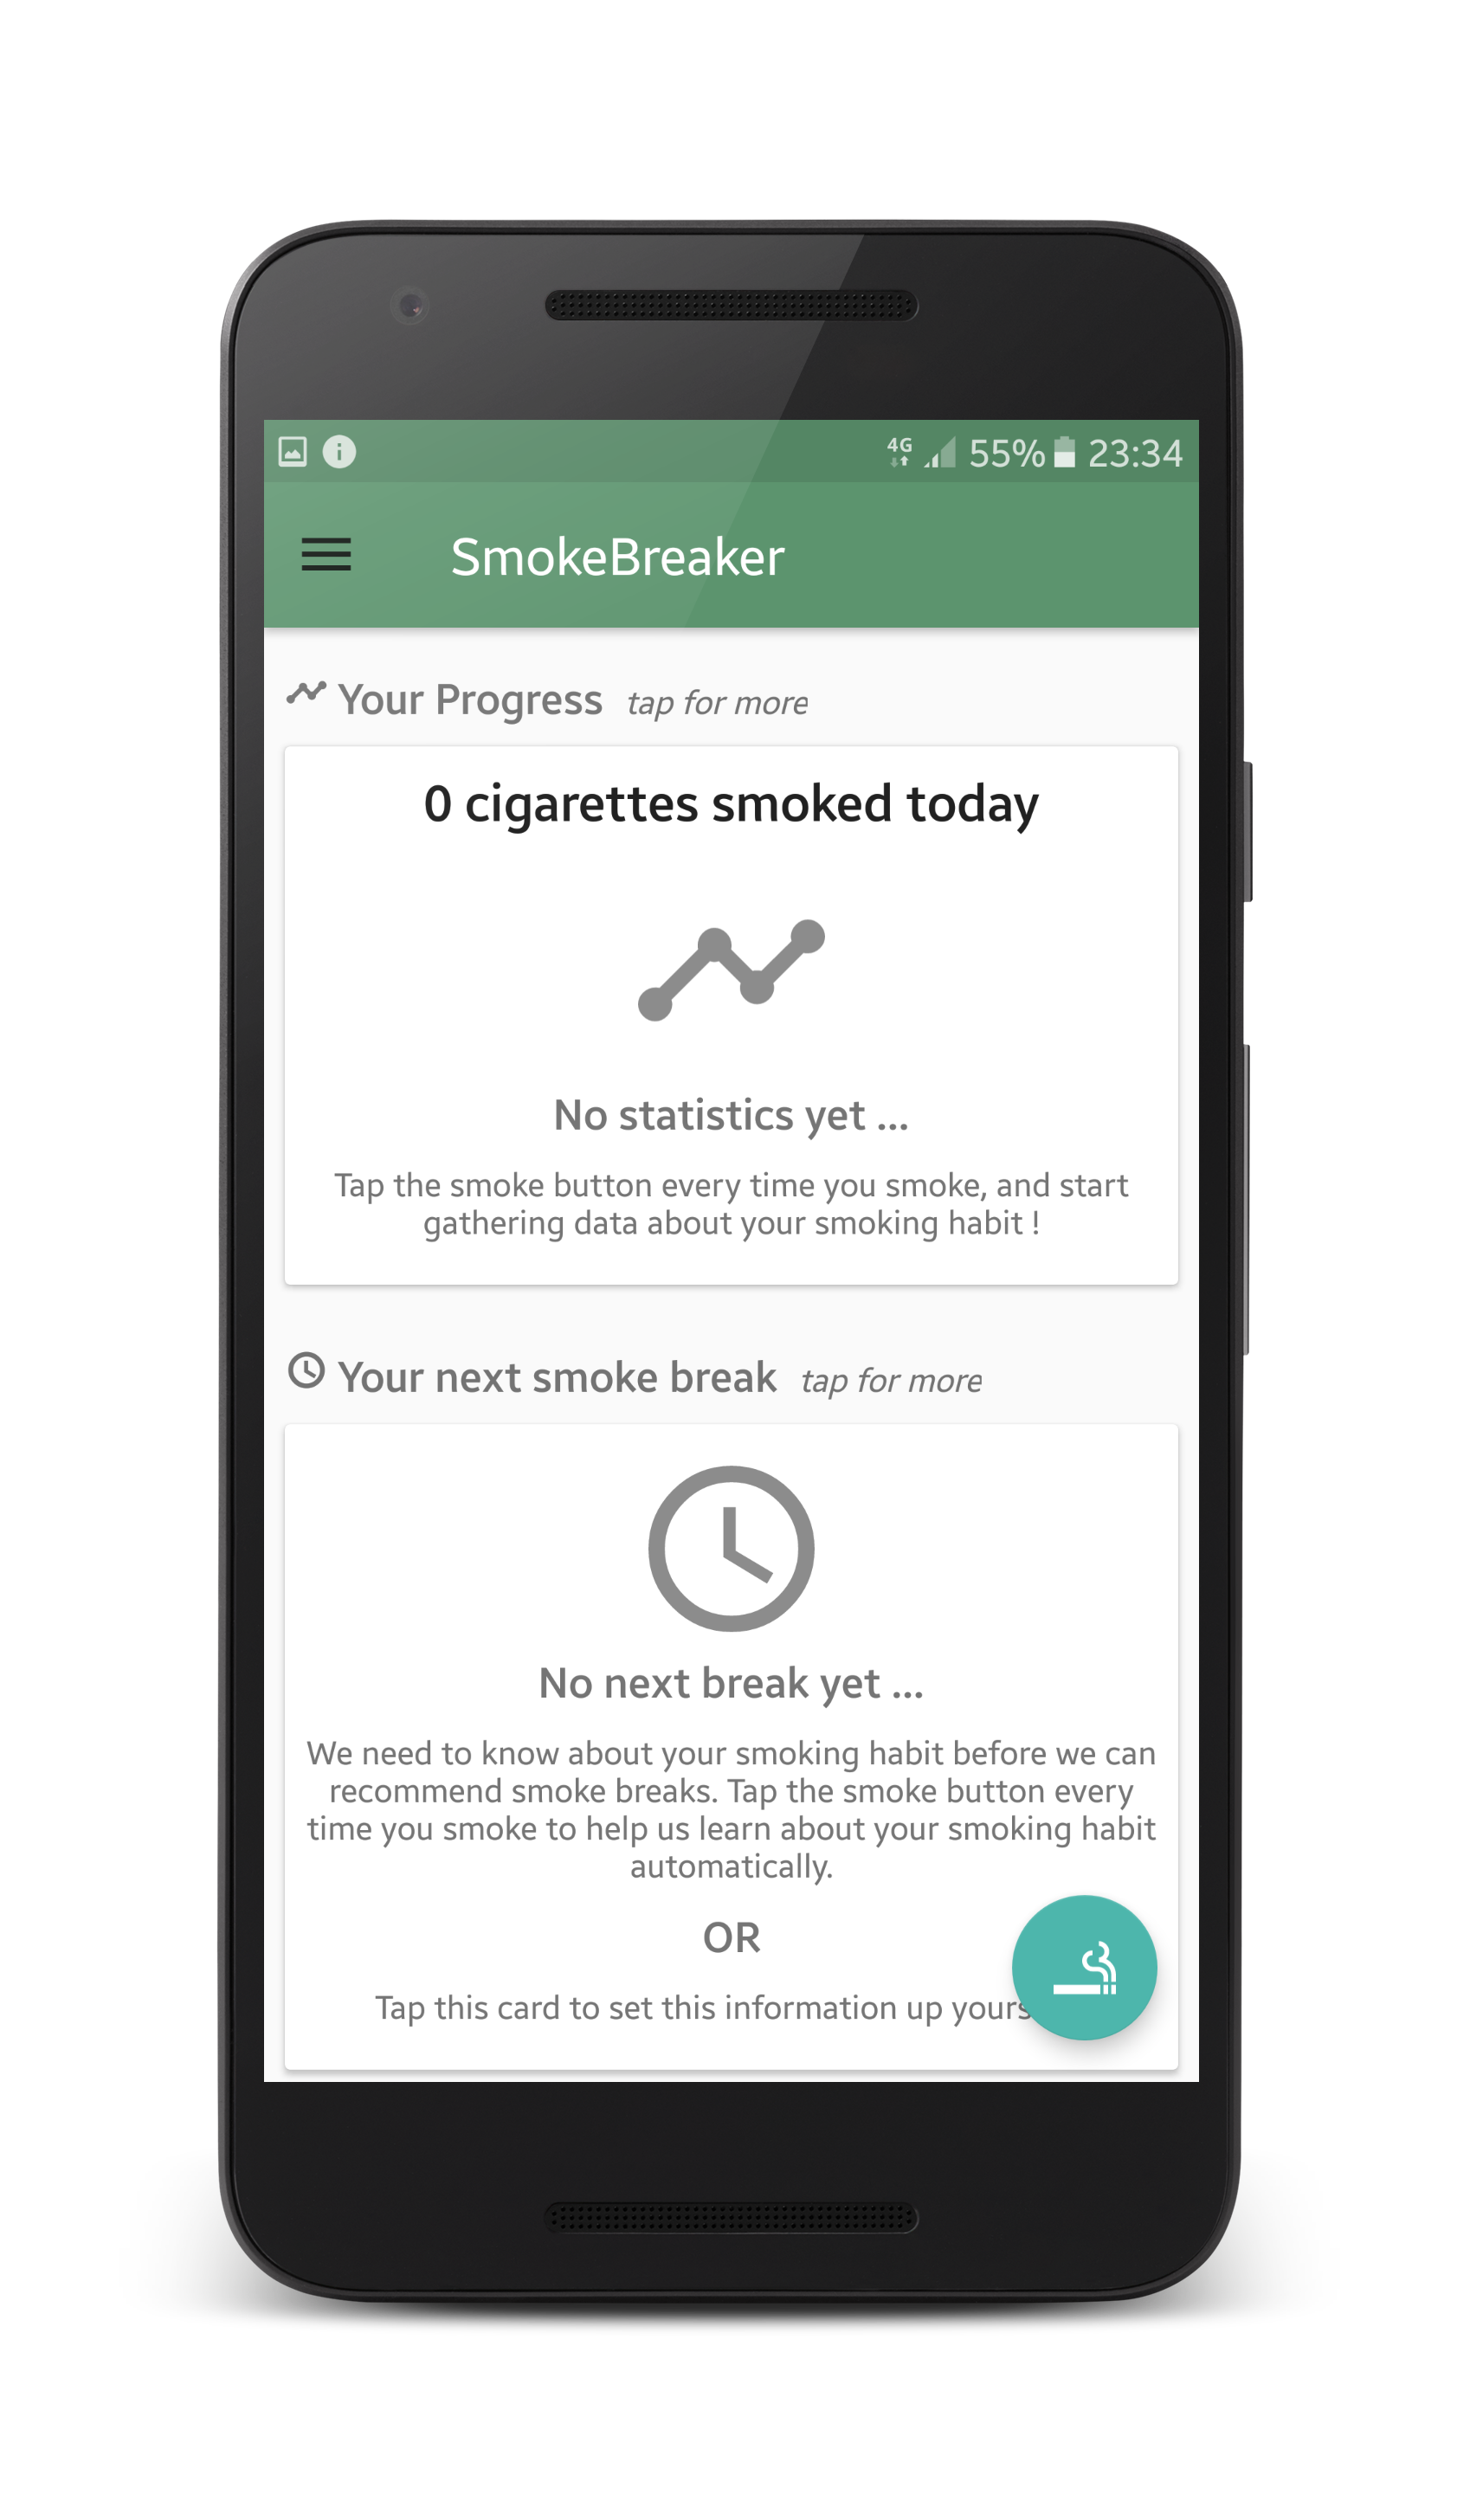 4G 55% 23:34
SmokeBreaker
Your Progress tap for more
0 cigarettes smoked today
No statistics yet ...
Tap the smoke button every time you smoke, and start
gathering data about your smoking habit !
Your next smoke break tap for more
No next break yet ...
We need to know about your smoking habit before we can
recommend smoke breaks. Tap the smoke button every
time you smoke to help us learn about your smoking habit
automatically.
OR
Tap this card to set this information up yours